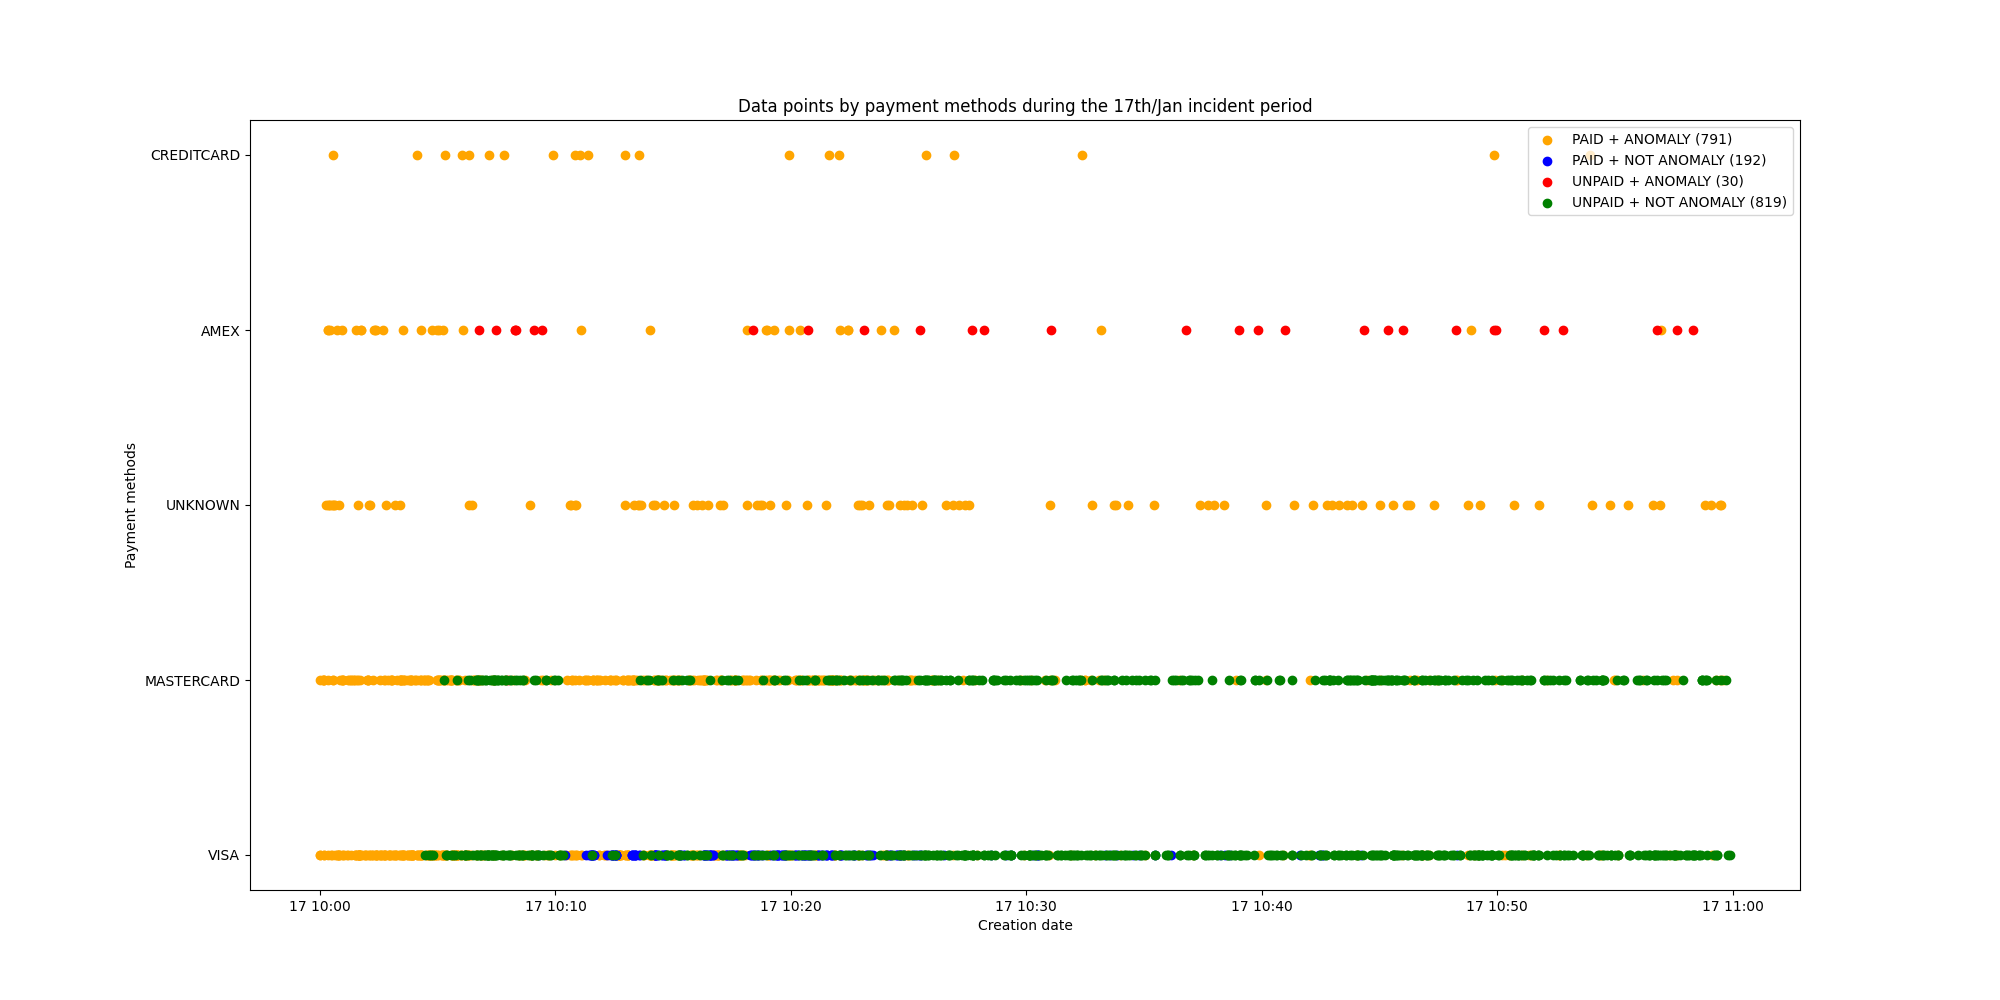 Data points by payment methods during the 17th/Jan incident period
PAID + ANOMALY (791)
PAID + NOT ANOMALY (192)
UNPAID + ANOMALY (30)
UNPAID + NOT ANOMALY (819)
Payment methods
CREDITCARD
AMEX
UNKNOWN
MASTERCARD
VISA
17 10:00 17 10:10 17 10:20 17 10:30 17 10:40 17 10:50 17 11:00
Creation date